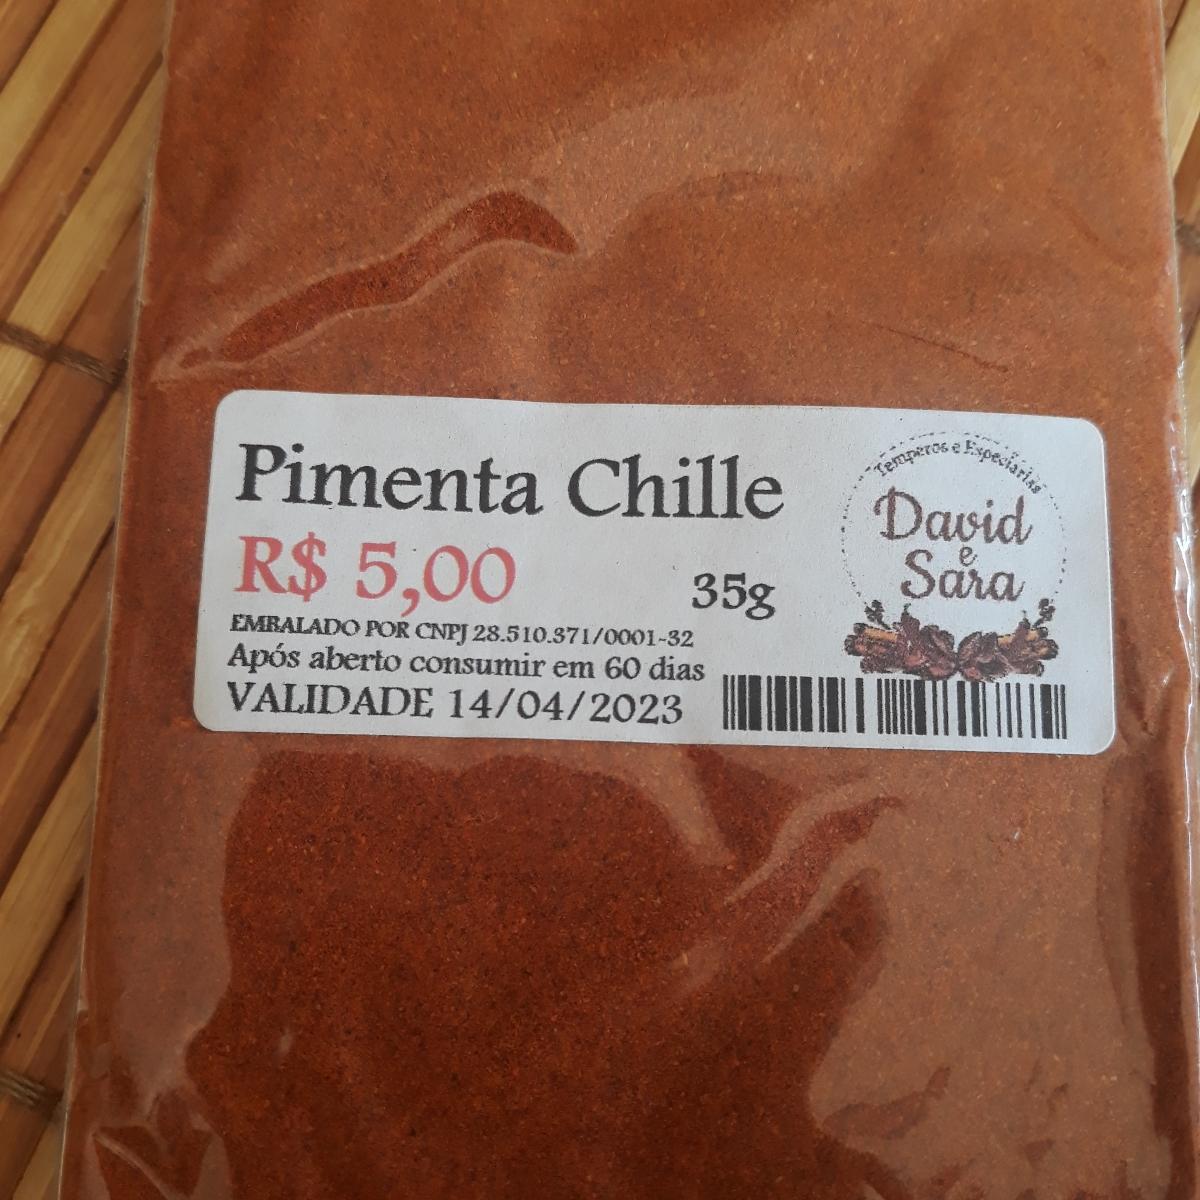 Pimenta Chille
R$ 5,00
35g
EMBALADO POR CNPJ 28.510.371/0001-32
Após aberto consumir em 60 dias
VALIDADE 14/04/2023
Temperos e Especiarias
David
e
Sara